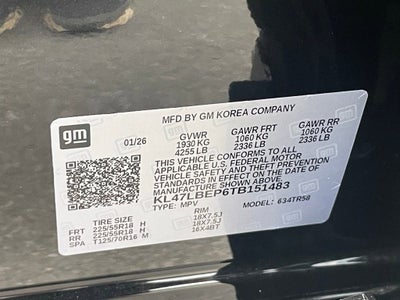 MFD BY GM KOREA COMPANY
gm 01/26 GVWR GAWR FRT GAWR RR
1930 KG 1060 KG 1060 KG
4255 LB 2336 LB 2336 LB
THIS VEHICLE CONFORMS TO ALL
APPLICABLE U.S. FEDERAL MOTOR
VEHICLE SAFETY AND THEFT PREVENTION
STANDARDS IN EFFECT ON THE DATE OF
MANUFACTURE SHOWN ABOVE.
KL47LBEP6TB151483
TYPE: MPV MODEL: 634TR58
TIRE SIZE RIM
FRT 225/55R18 H 18X7.5J
RR 225/55R18 H 18X7.5J
SPA T125/70R16 M 16X4BT